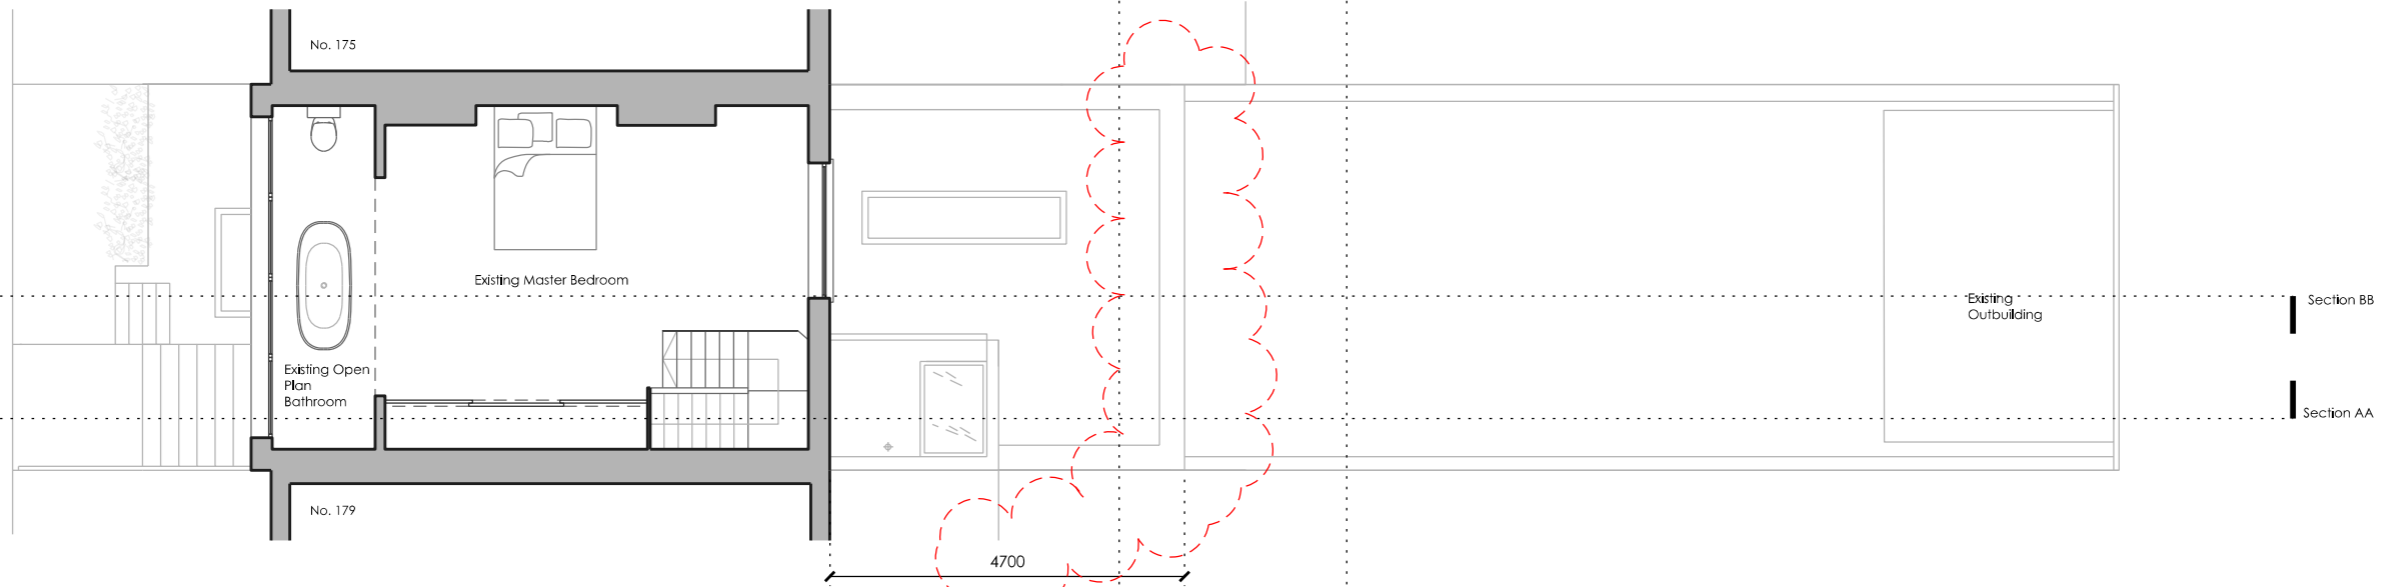 No. 175
Existing Master Bedroom
Existing Open
Plan
Bathroom
Existing
Outbuilding
Section BB
Section AA
No. 179
4700